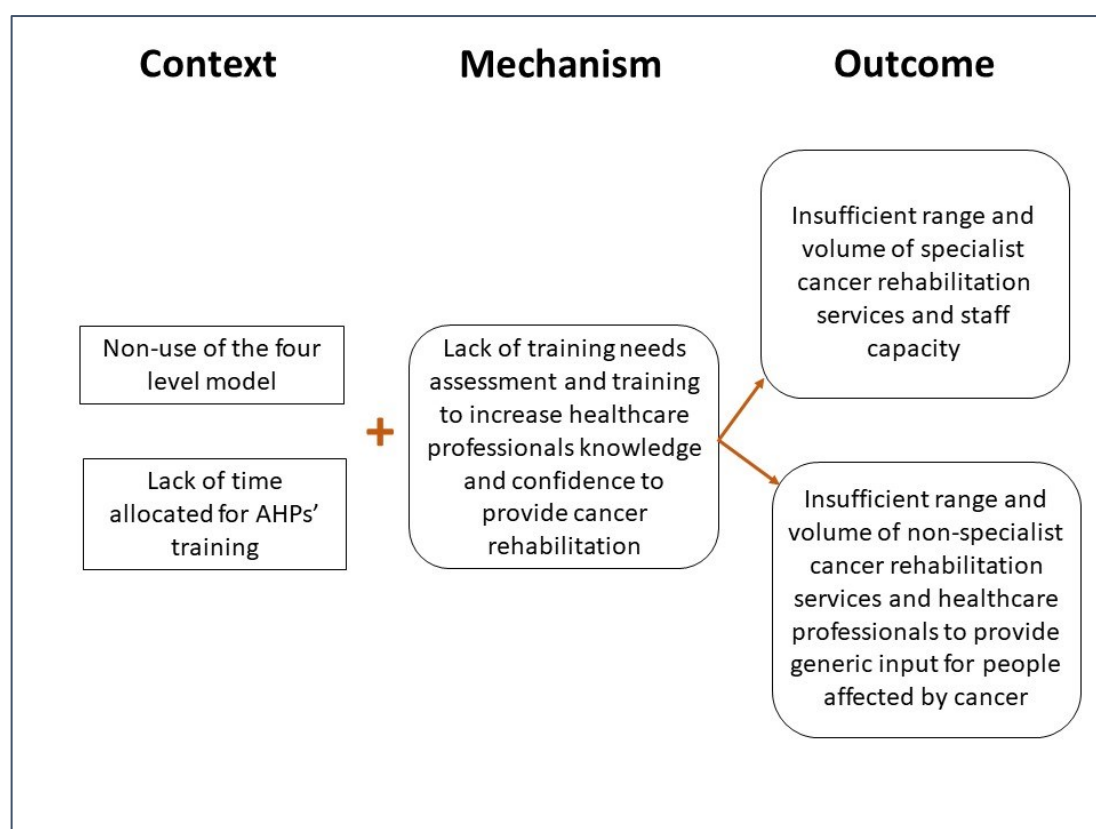 Context
Mechanism
Outcome
Non-use of the four
level model
Lack of time
allocated for AHPs’
training
+
Lack of training needs
assessment and training
to increase healthcare
professionals knowledge
and confidence to
provide cancer
rehabilitation
Insufficient range and
volume of specialist
cancer rehabilitation
services and staff
capacity
Insufficient range and
volume of non-specialist
cancer rehabilitation
services and healthcare
professionals to provide
generic input for people
affected by cancer